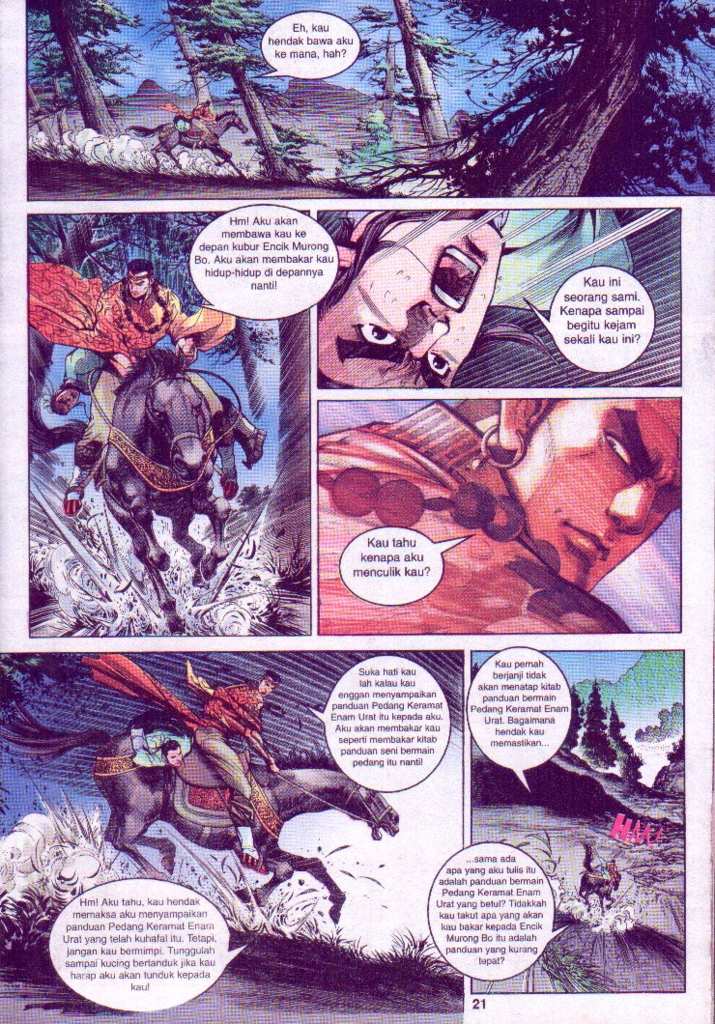 Eh, kau
hendak bawa aku
ke mana, hah?
Hm! Aku akan
membawa kau ke
depan kubur Encik Murong
Bo. Aku akan membakar kau
hidup-hidup di depannya
nanti!
Kau ini
seorang sami.
Kenapa sampai
begitu kejam
sekali kau ini?
Kau tahu
kenapa aku
menculik kau?
Suka hati kau
lah kalau kau
enggan menyampaikan
panduan Pedang Keramat
Enam Urat itu kepada aku.
Aku akan membakar kau
seperti membakar kitab
panduan seni bermain
pedang itu nanti!
Hm! Aku tahu, kau hendak
memaksa aku menyampaikan
panduan bermain Pedang Keramat Enam
Urat yang telah kuhafal itu. Tetapi,
jangan kau bermimpi. Tunggulah
sampai kucing bertanduk jika kau
harap aku akan tunduk kepada
kau!
Kau pernah
berjanji tidak
akan menatap kitab
panduan bermain
Pedang Keramat Enam
Urat. Bagaimana
hendak kau
memastikan...
...sama ada
apa yang aku tulis itu
adalah panduan bermain
Pedang Keramat Enam
Urat yang betul? Tidakkah
kau takut apa yang akan
kau bakar kepada Encik
Murong Bo itu adalah
panduan yang kurang
tepat?
21